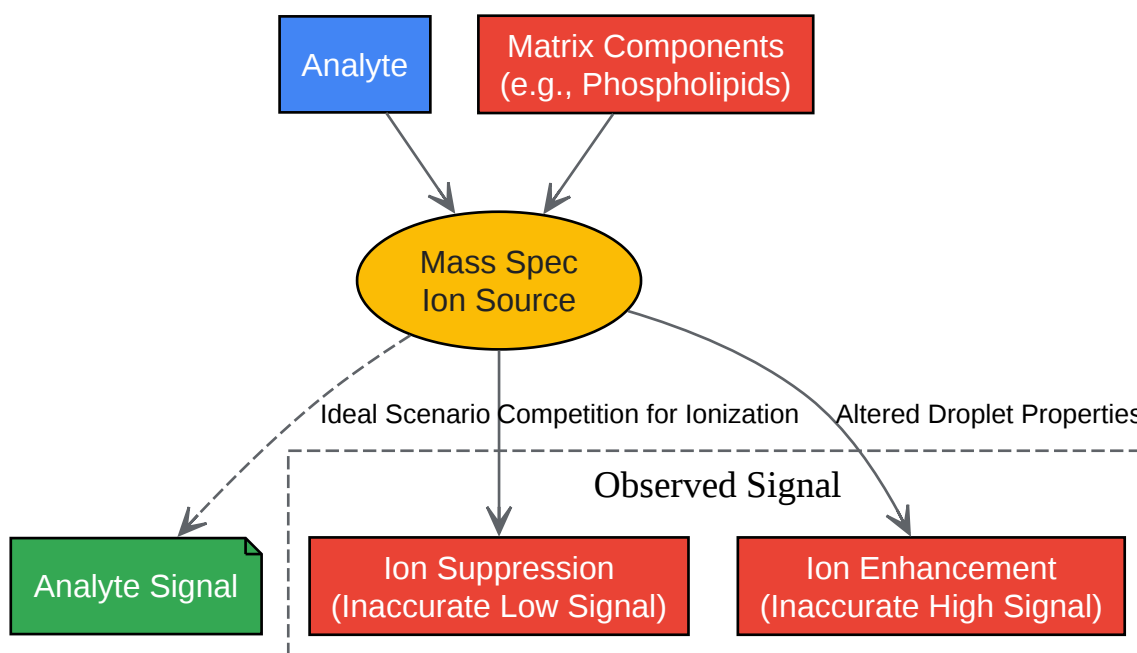 Analyte
Matrix Components
(e.g., Phospholipids)
Mass Spec
Ion Source
Ideal Scenario
Competition for Ionization
Altered Droplet Properties
Observed Signal
Analyte Signal
Ion Suppression
(Inaccurate Low Signal)
Ion Enhancement
(Inaccurate High Signal)